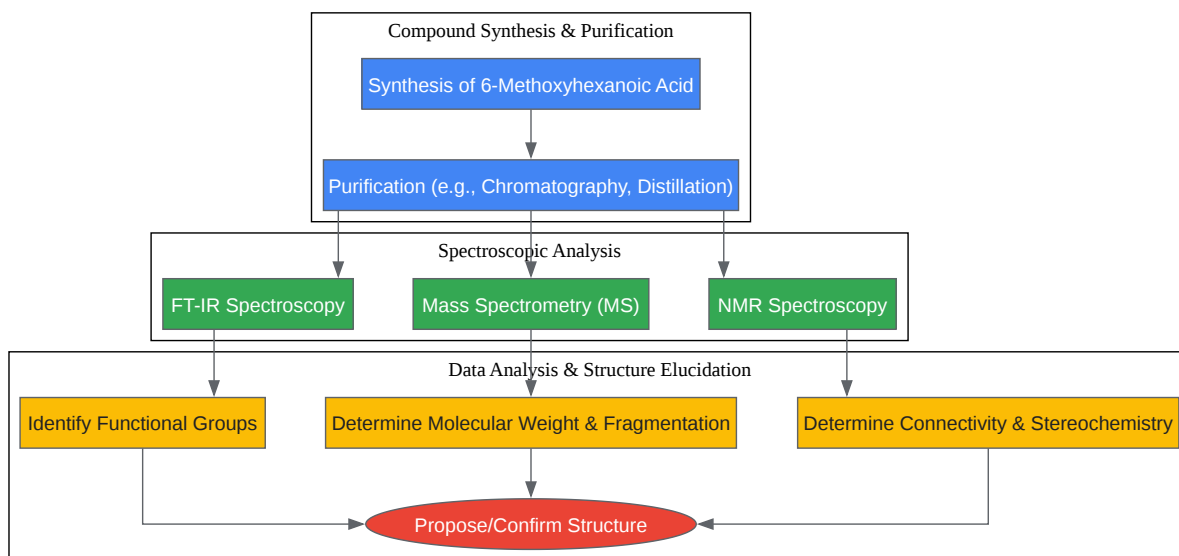 Compound Synthesis & Purification
Synthesis of 6-Methoxyhexanoic Acid
Purification (e.g., Chromatography, Distillation)
Spectroscopic Analysis
FT-IR Spectroscopy
Mass Spectrometry (MS)
NMR Spectroscopy
Data Analysis & Structure Elucidation
Identify Functional Groups
Determine Molecular Weight & Fragmentation
Determine Connectivity & Stereochemistry
Propose/Confirm Structure